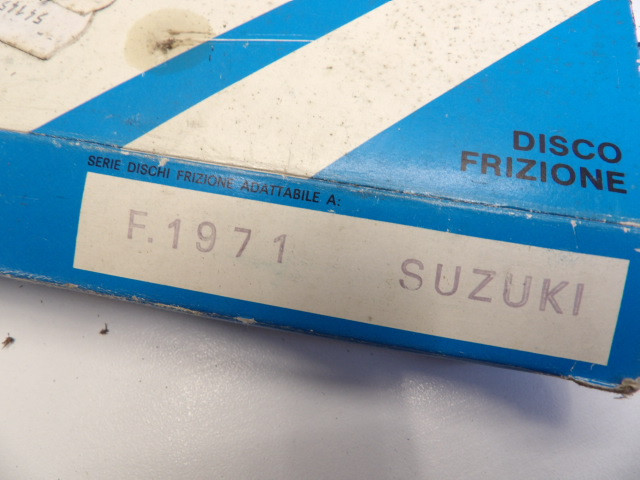 DISCO
FRIZIONE
SERIE DISCHI FRIZIONE ADATTABILE A:
F.1971 SUZUKI